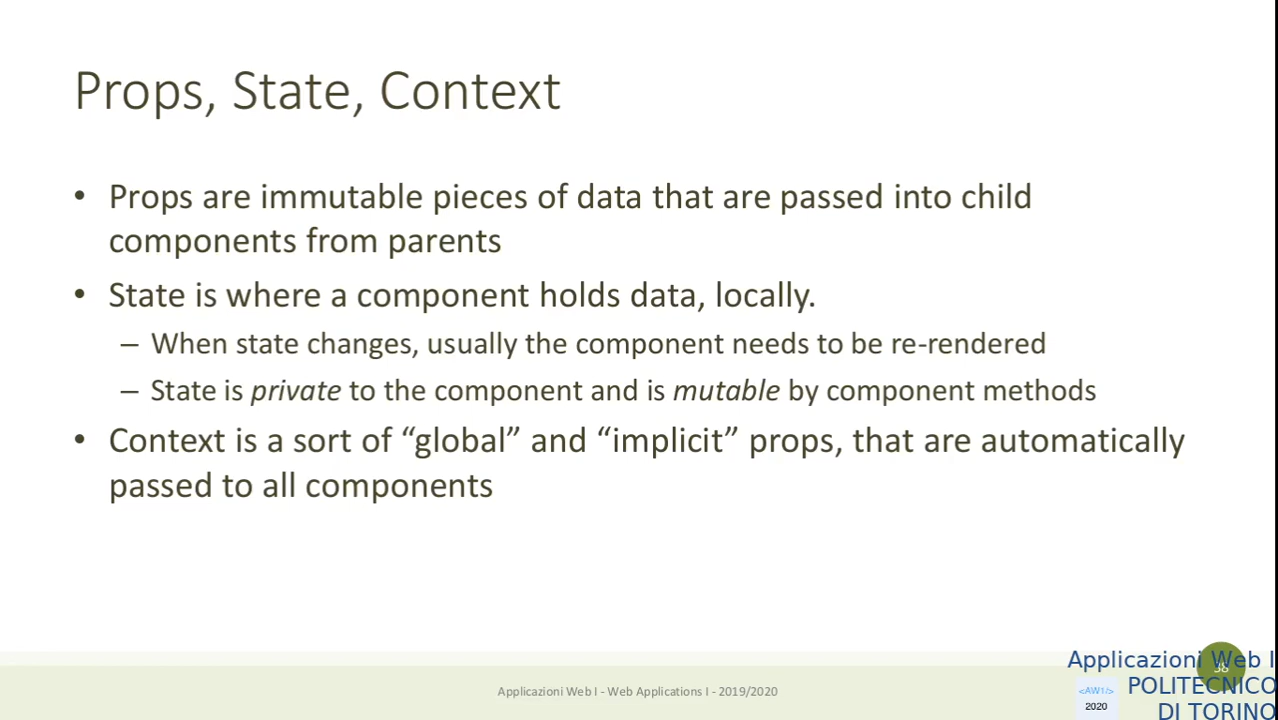 Props, State, Context
• Props are immutable pieces of data that are passed into child
components from parents
• State is where a component holds data, locally.
– When state changes, usually the component needs to be re-rendered
– State is private to the component and is mutable by component methods
• Context is a sort of “global” and “implicit” props, that are automatically
passed to all components
Applicazioni Web I - Web Applications I - 2019/2020
38
Applicazioni Web I
POLITECNICO
DI TORINO
<AW1/>
2020